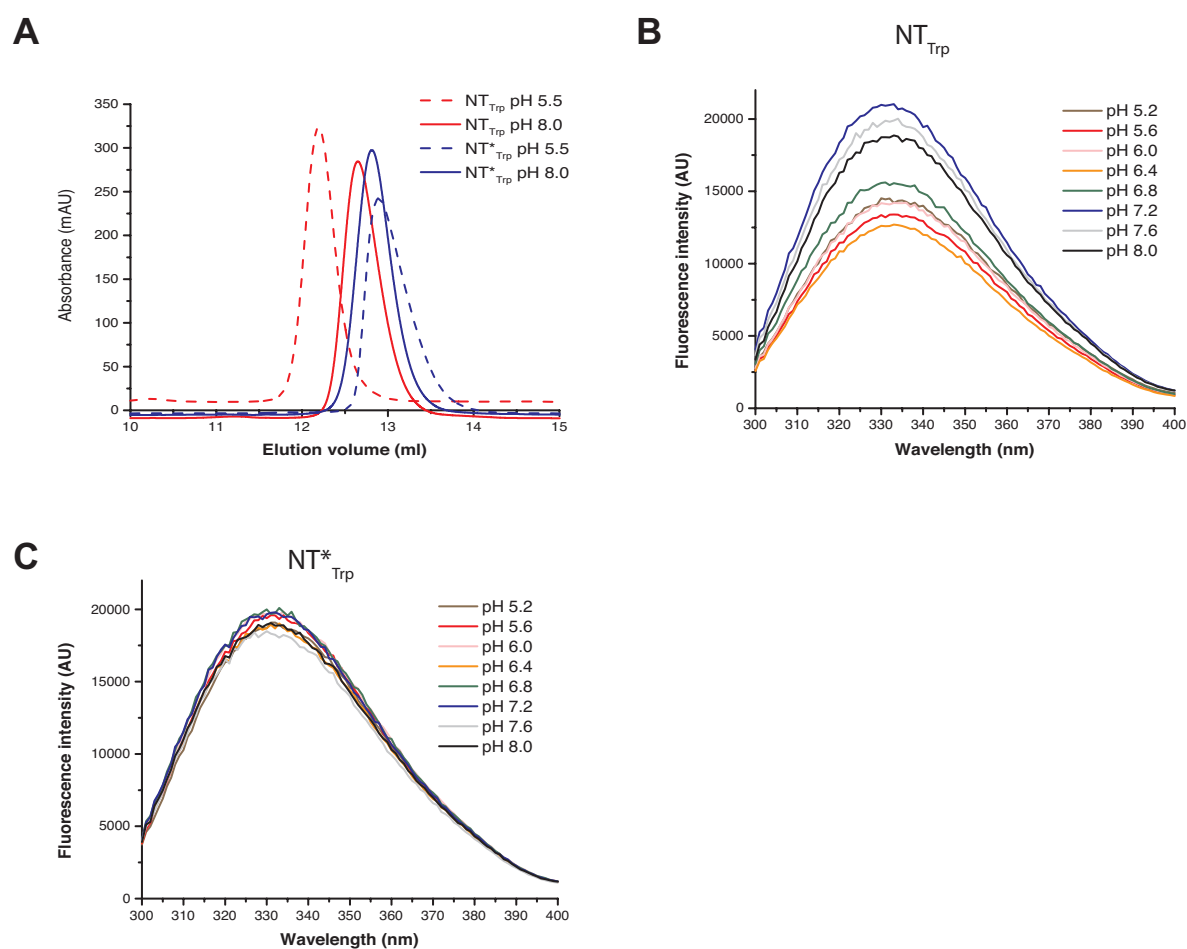 A
NT_Trp pH 5.5
NT_Trp pH 8.0
NT*_Trp pH 5.5
NT*_Trp pH 8.0
350
300
250
200
150
100
50
0
Absorbance (mAU)
10 11 12 13 14 15
Elution volume (ml)
B
NT_Trp
pH 5.2
pH 5.6
pH 6.0
pH 6.4
pH 6.8
pH 7.2
pH 7.6
pH 8.0
20000
15000
10000
5000
0
Fluorescence intensity (AU)
300 310 320 330 340 350 360 370 380 390 400
Wavelength (nm)
C
NT*_Trp
pH 5.2
pH 5.6
pH 6.0
pH 6.4
pH 6.8
pH 7.2
pH 7.6
pH 8.0
20000
15000
10000
5000
0
Fluorescence intensity (AU)
300 310 320 330 340 350 360 370 380 390 400
Wavelength (nm)